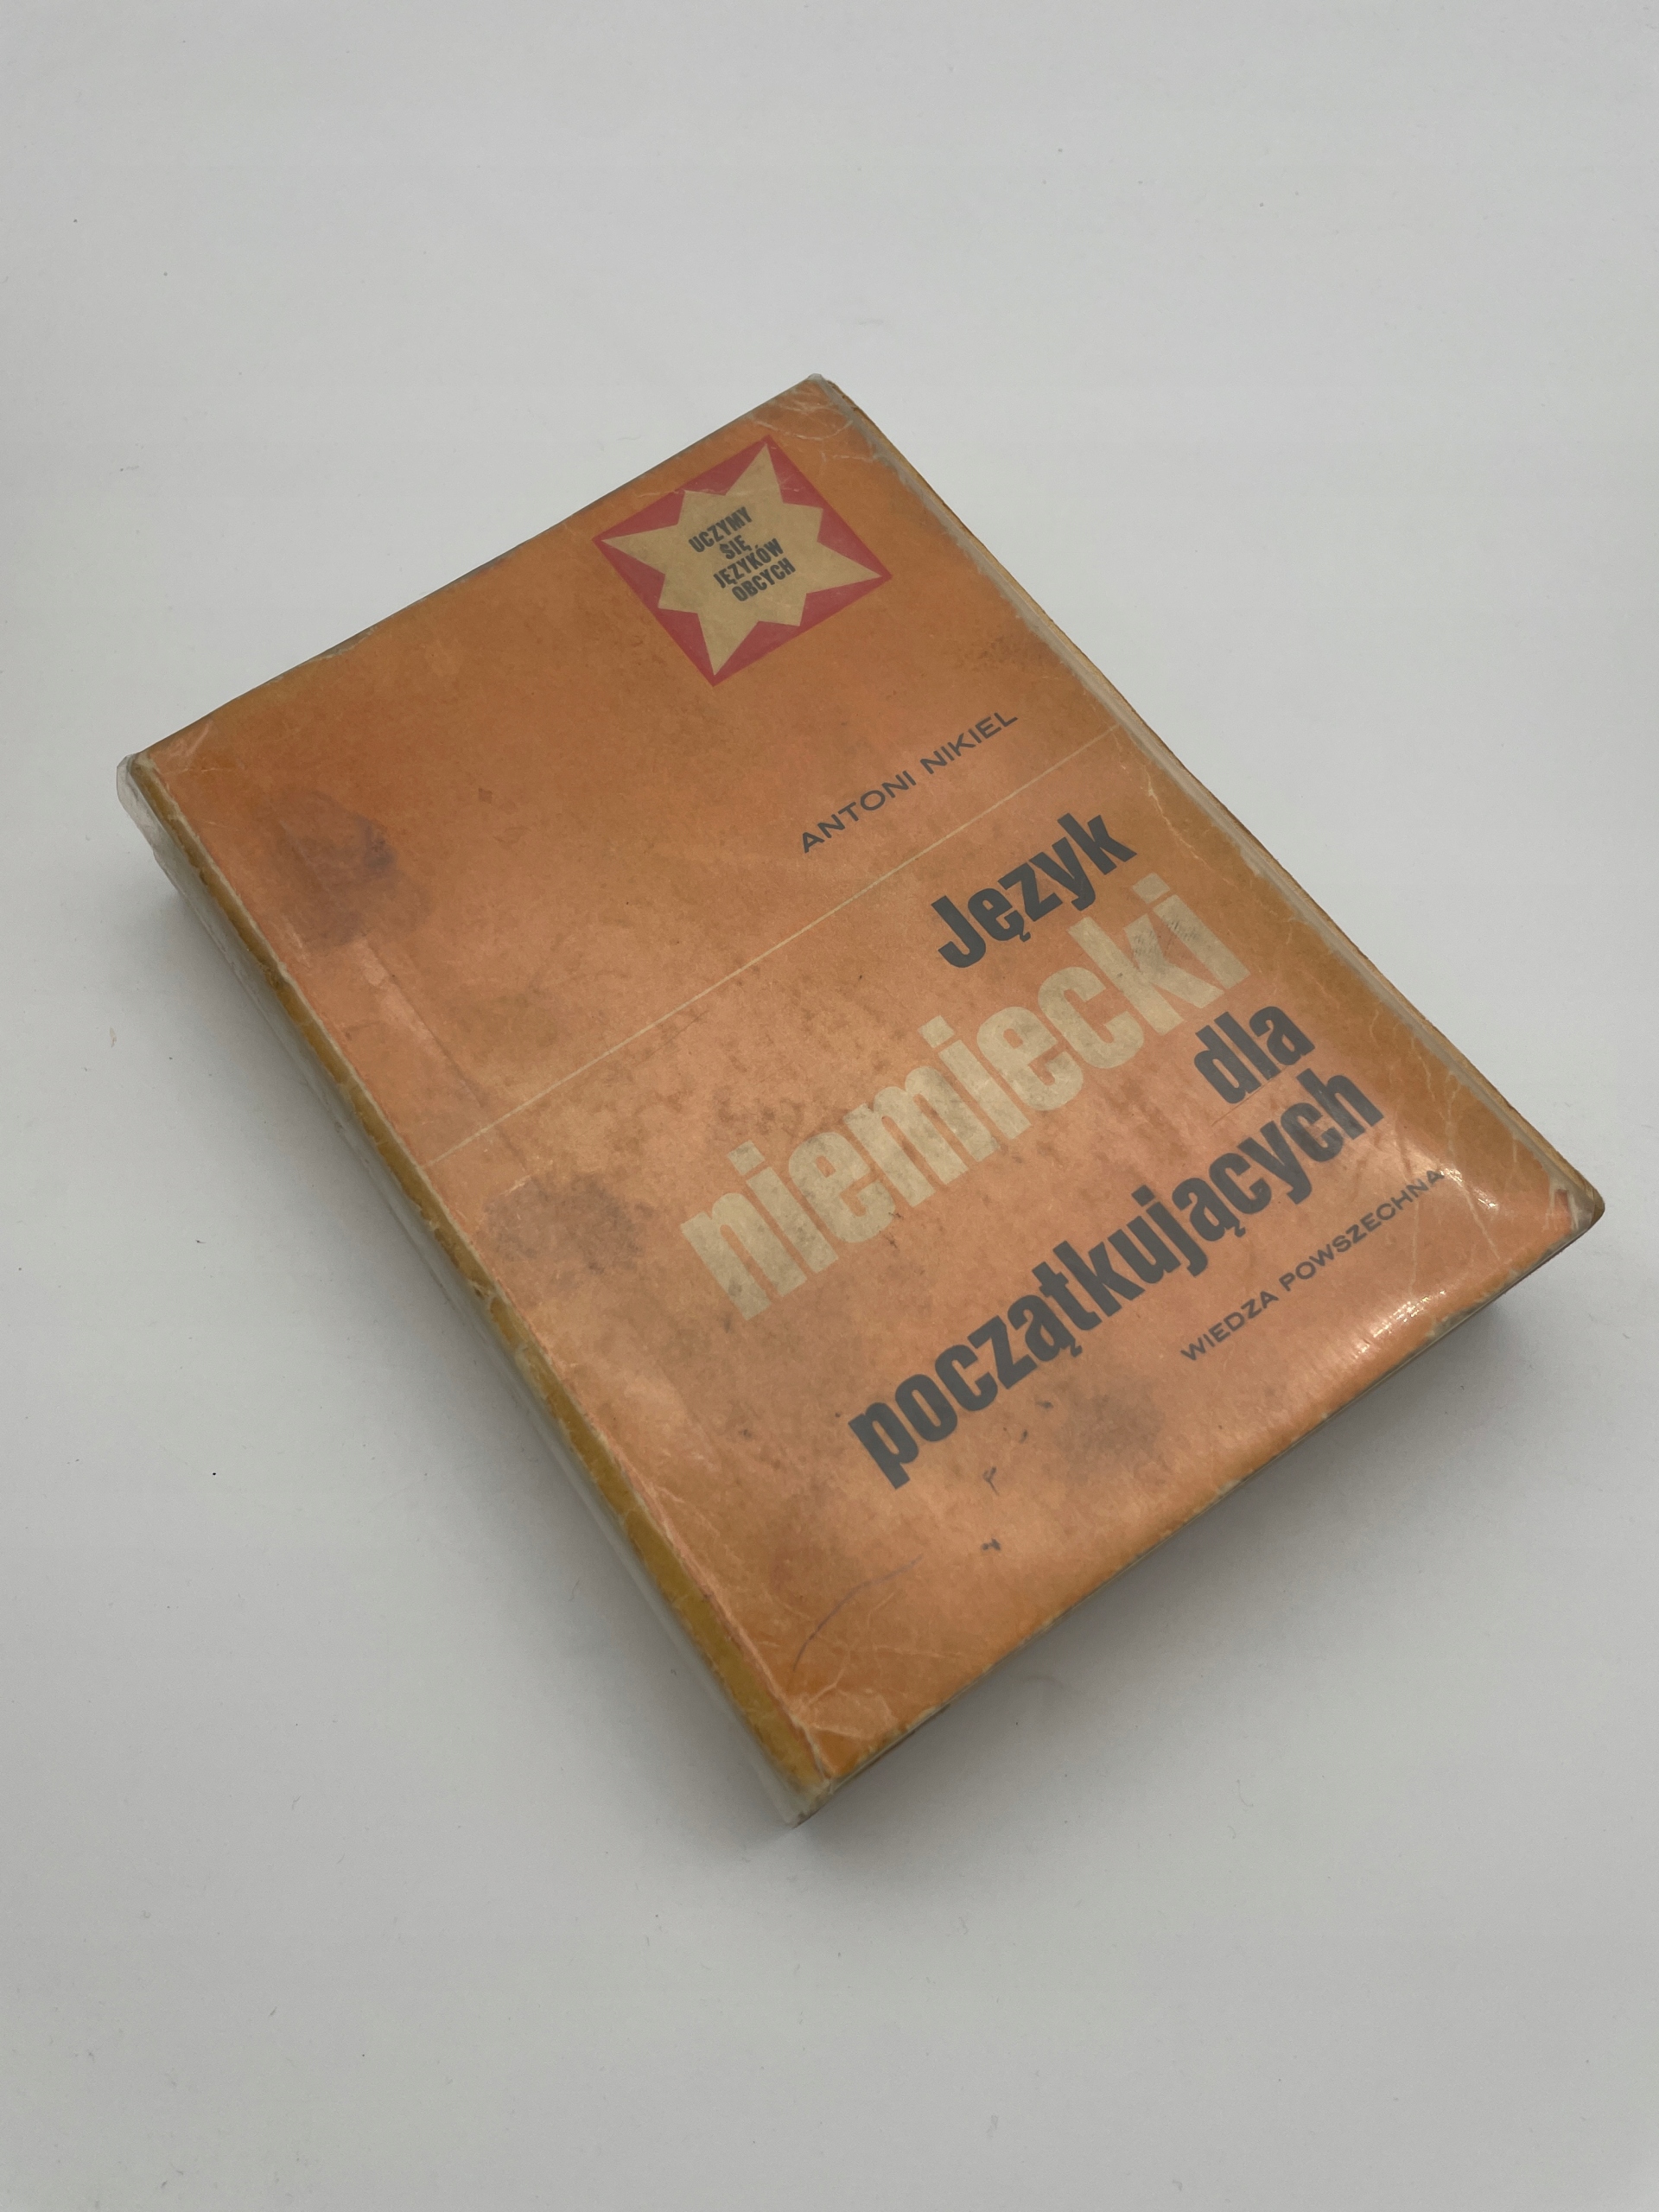 UCZYMY
SIĘ
JĘZYKÓW
OBCYCH
ANTONI NIKIEL
Język
niemiecki
dla
początkujących
WIEDZA POWSZECHNA